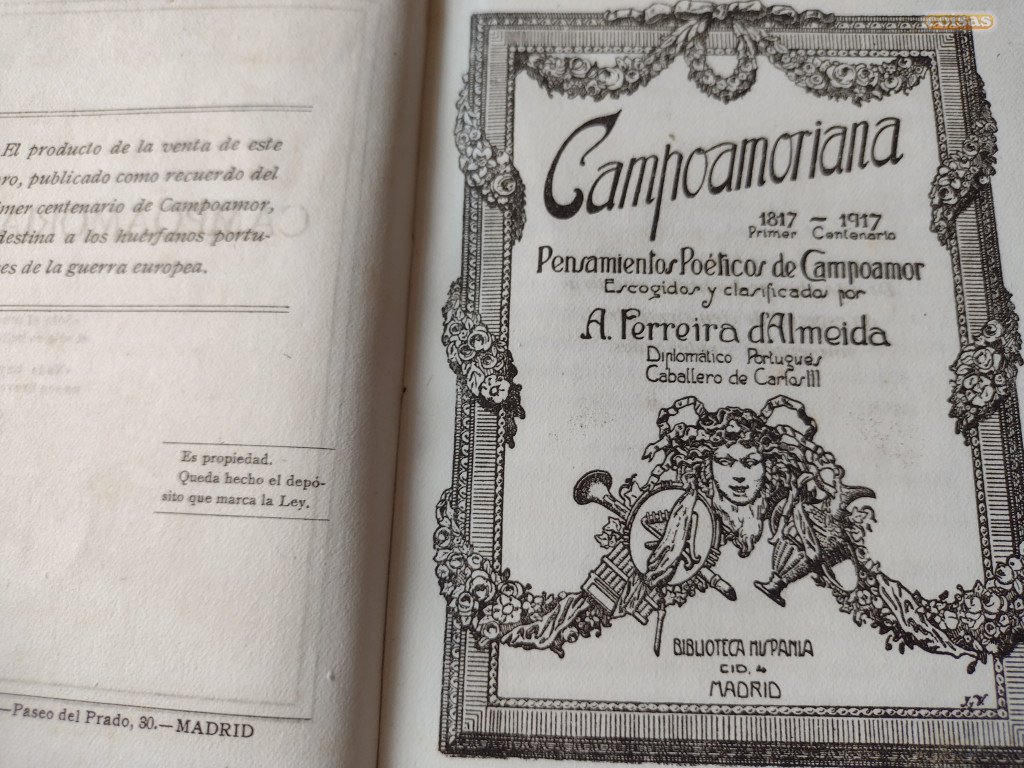 El producto de la venta de este
ro, publicado como recuerdo del
imer centenario de Campoamor,
destina a los huérfanos portu-
es de la guerra europea.
Es propiedad.
Queda hecho el depó-
sito que marca la Ley.
—Paseo del Prado, 30.—MADRID
Campoamoriana
1817 – 1917
Primer Centenario
Pensamientos Poéticos de Campoamor
Escogidos y clasificados por
A. Ferreira d'Almeida
Diplomático Portugués
Caballero de Carlos III
BIBLIOTECA HISPANIA
CID, 4
MADRID